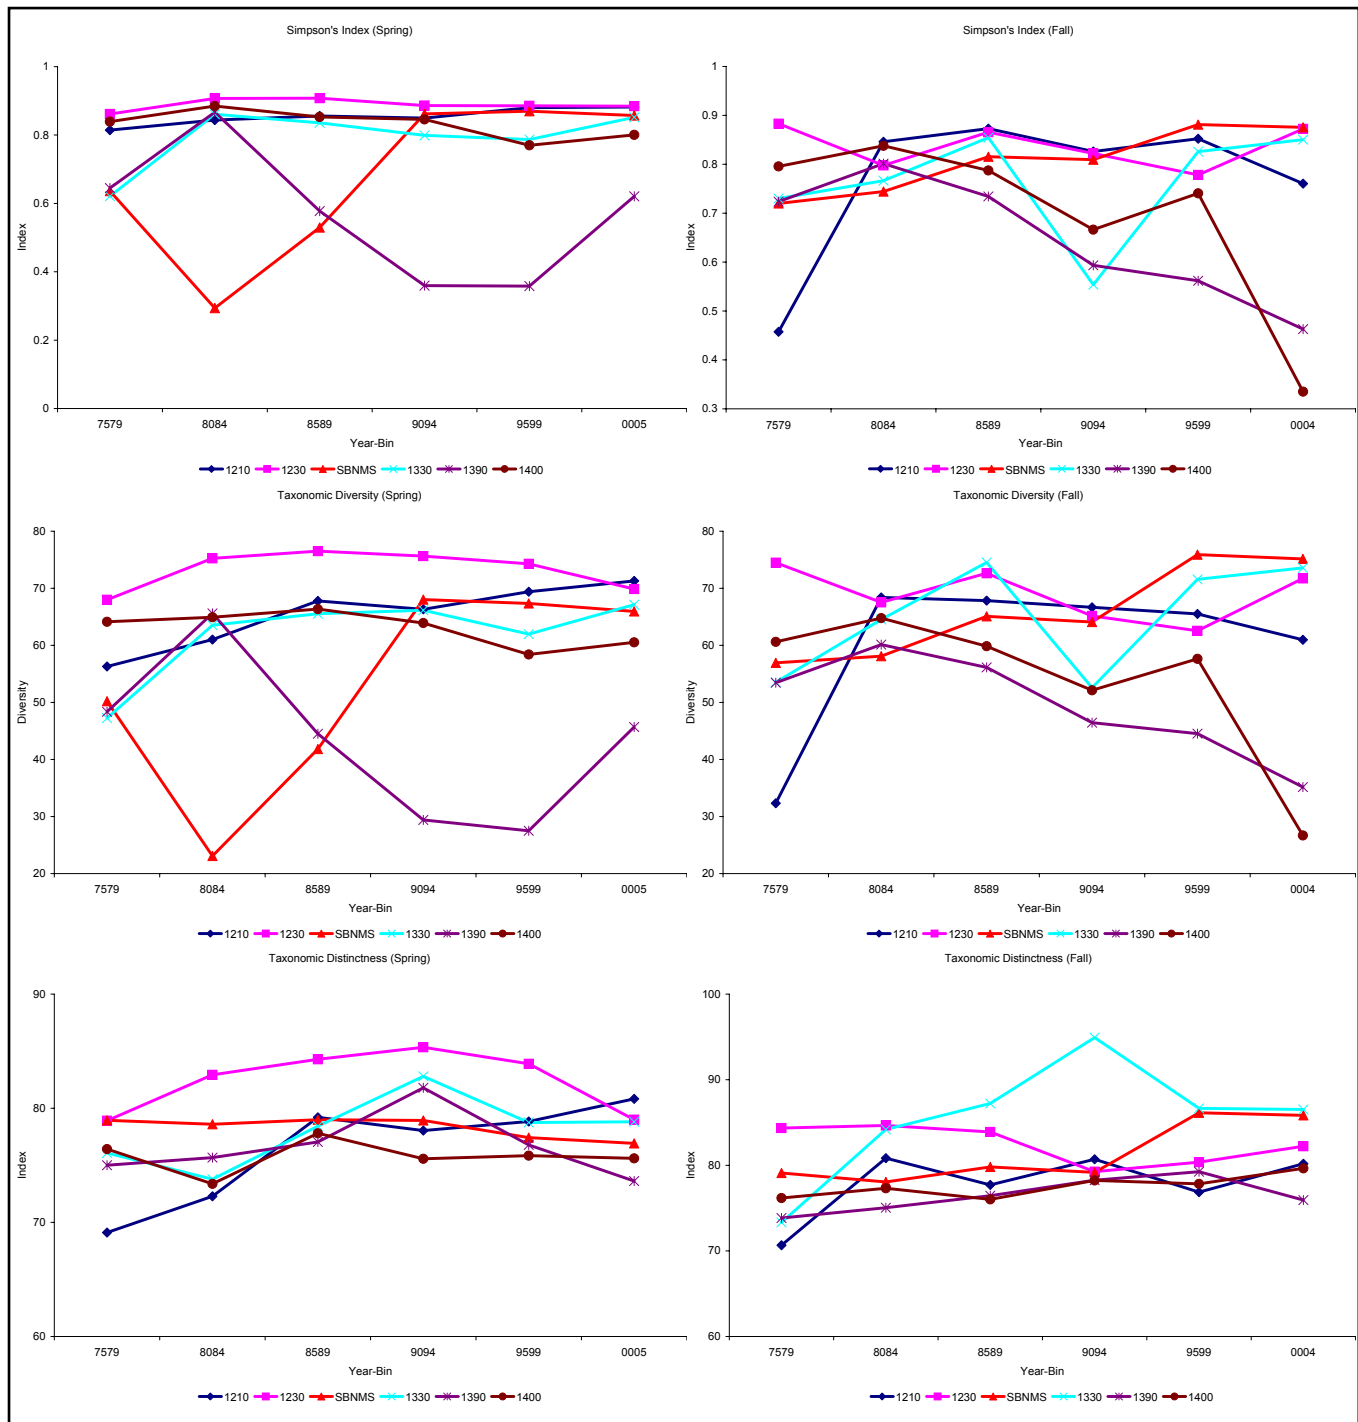 Simpson's Index (Spring)
1
0.8
0.6
0.4
0.2
0
Index
7579 8084 8589 9094 9599 0005
Year-Bin
1210 1230 SBNMS 1330 1390 1400
Simpson's Index (Fall)
1
0.9
0.8
0.7
0.6
0.5
0.4
0.3
Index
7579 8084 8589 9094 9599 0004
Year-Bin
1210 1230 SBNMS 1330 1390 1400
Taxonomic Diversity (Spring)
80
70
60
50
40
30
20
Diversity
7579 8084 8589 9094 9599 0005
Year-Bin
1210 1230 SBNMS 1330 1390 1400
Taxonomic Diversity (Fall)
80
70
60
50
40
30
20
Diversity
7579 8084 8589 9094 9599 0004
Year-Bin
1210 1230 SBNMS 1330 1390 1400
Taxonomic Distinctness (Spring)
90
80
70
60
Index
7579 8084 8589 9094 9599 0005
Year-Bin
1210 1230 SBNMS 1330 1390 1400
Taxonomic Distinctness (Fall)
100
90
80
70
60
Index
7579 8084 8589 9094 9599 0004
Year-Bin
1210 1230 SBNMS 1330 1390 1400